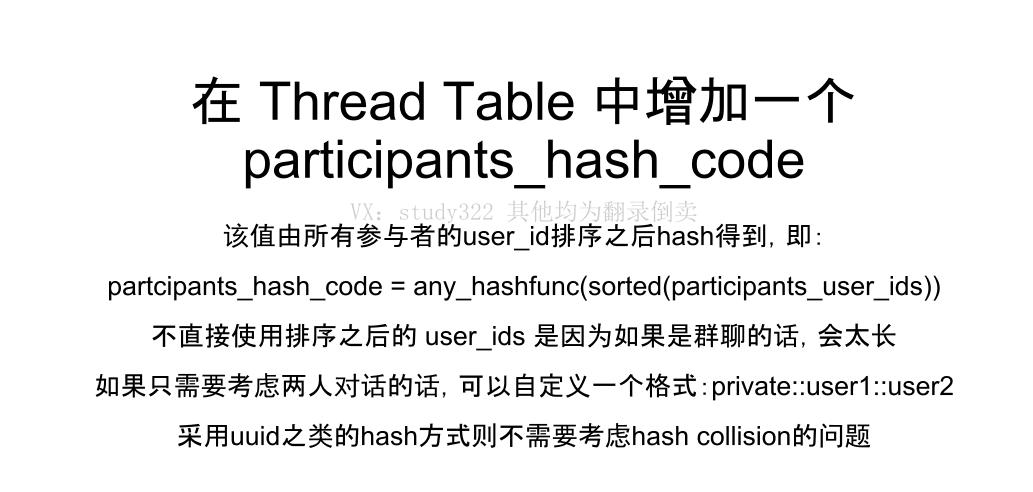 在 Thread Table 中增加一个
participants_hash_code
VX：study322 其他均为翻录倒卖
该值由所有参与者的user_id排序之后hash得到，即：
partcipants_hash_code = any_hashfunc(sorted(participants_user_ids))
不直接使用排序之后的 user_ids 是因为如果是群聊的话，会太长
如果只需要考虑两人对话的话，可以自定义一个格式：private::user1::user2
采用uuid之类的hash方式则不需要考虑hash collision的问题